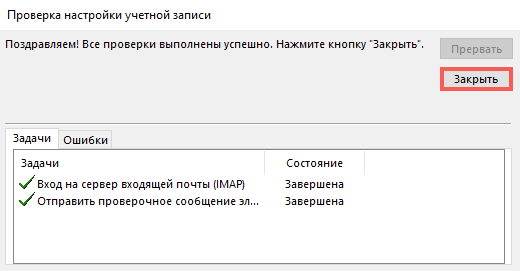 Проверка настройки учетной записи
Поздравляем! Все проверки выполнены успешно. Нажмите кнопку "Закрыть".
Прервать
Закрыть
Задачи
Ошибки
Задачи
Состояние
Вход на сервер входящей почты (IMAP)
Завершена
Отправить проверочное сообщение эл...
Завершена